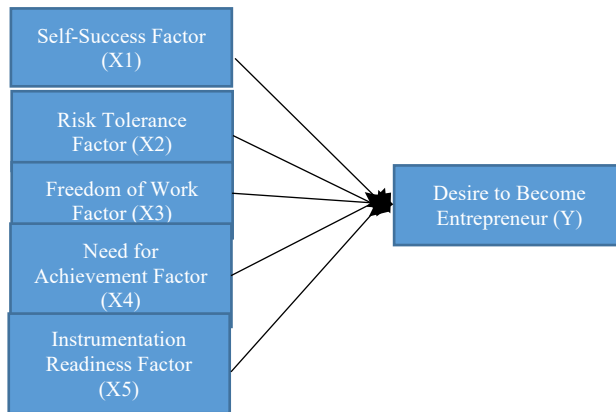 Self-Success Factor
(X1)
Risk Tolerance
Factor (X2)
Freedom of Work
Factor (X3)
Need for
Achievement Factor
(X4)
Instrumentation
Readiness Factor
(X5)
Desire to Become
Entrepreneur (Y)